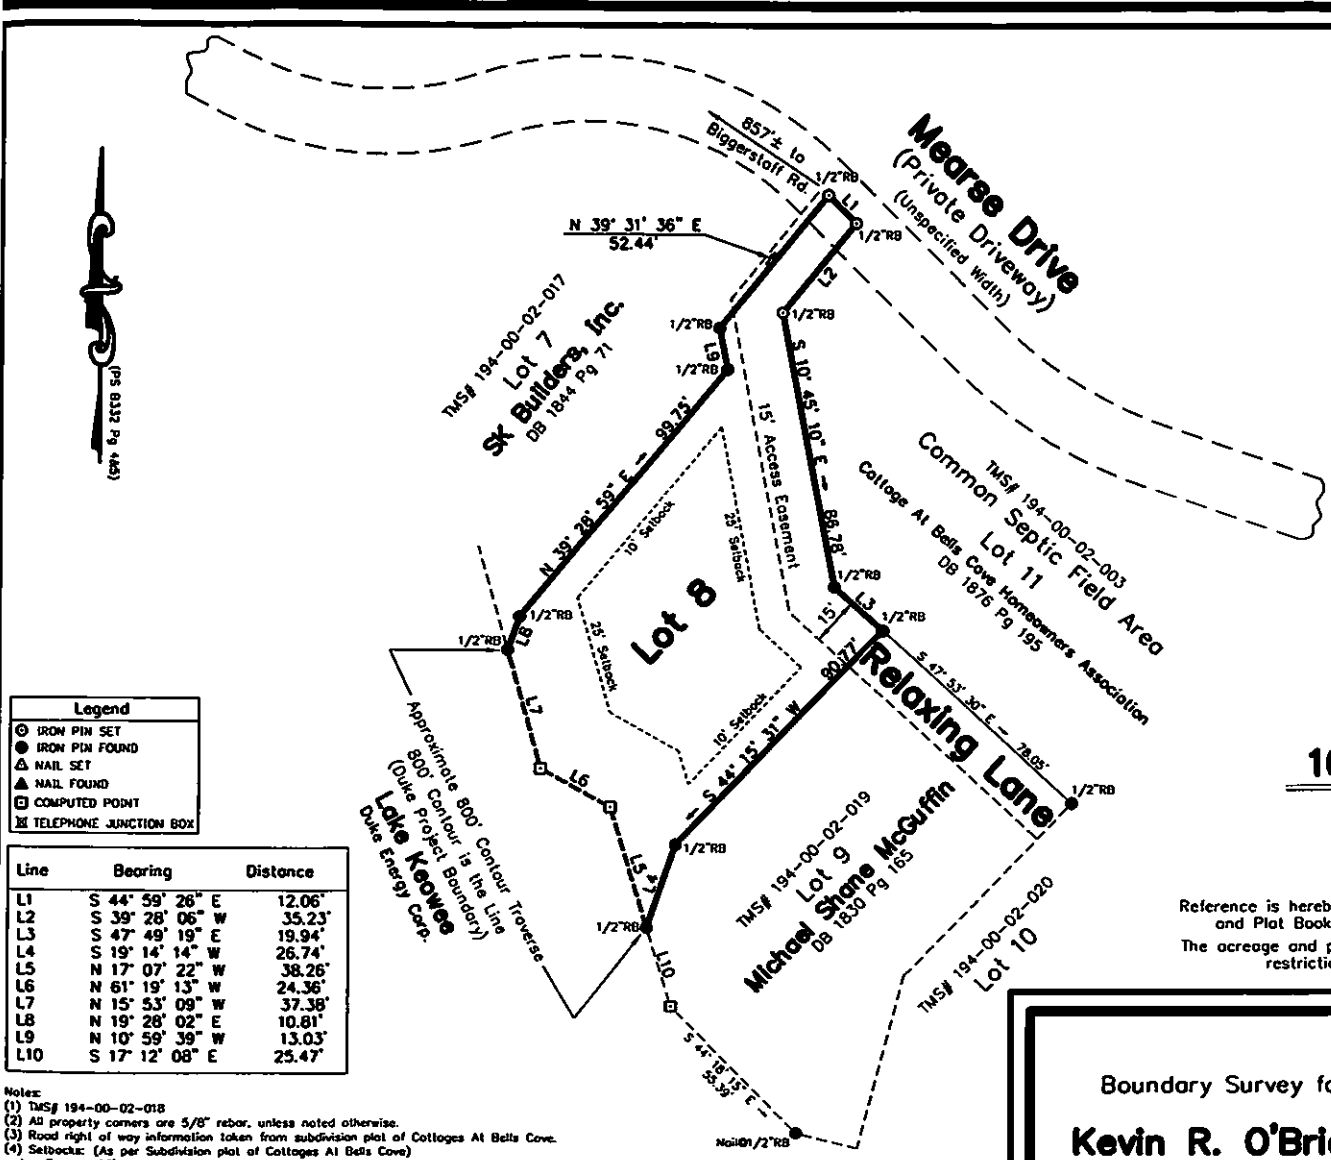 857'± to
Biggerstaff Rd.
1/2"RB
L1
1/2"RB
Mearse Drive
(Private Driveway)
(Unspecified Width)
N 39° 31' 36" E
52.44'
L2
1/2"RB
1/2"RB
L9
1/2"RB
TMS# 194-00-02-017
Lot 7
SK Builders, Inc.
DB 1844 Pg 71
(PS B332 Pg 485)
N 39° 28' 59" E - 99.75'
S 10° 45' 10" E - 86.78'
15' Access Easement
10' Setback
25' Setback
25' Setback
10' Setback
Lot 8
TMS# 194-00-02-003
Common Septic Field Area
Lot 11
Cottage At Bells Cove Homeowners Association
DB 1876 Pg 195
1/2"RB
L3
15'
1/2"RB
1/2"RB
1/2"RB
L8
L7
L6
L5
L4
S 44° 15' 31" W
90.77'
Relaxing Lane
S 47° 53' 30" E - 78.05'
1/2"RB
1/2"RB
1/2"RB
Approximate 800' Contour Traverse
800' Contour is the Line
(Duke Project Boundary)
Lake Keowee
Duke Energy Corp.
TMS# 194-00-02-019
Lot 9
Michael Shane McGuffin
DB 1830 Pg 165
TMS# 194-00-02-020
Lot 10
L10
S 44° 18' 15" E
55.39'
Nail@1/2"RB
Legend
IRON PIN SET
IRON PIN FOUND
NAIL SET
NAIL FOUND
COMPUTED POINT
TELEPHONE JUNCTION BOX
Line Bearing Distance
L1 S 44° 59' 26" E 12.06'
L2 S 39° 28' 06" W 35.23'
L3 S 47° 49' 19" E 19.94'
L4 S 19° 14' 14" W 26.74'
L5 N 17° 07' 22" W 38.26'
L6 N 61° 19' 13" W 24.36'
L7 N 15° 53' 09" W 37.38'
L8 N 19° 28' 02" E 10.81'
L9 N 10° 59' 39" W 13.03'
L10 S 17° 12' 08" E 25.47'
Notes:
(1) TMS# 194-00-02-018
(2) All property corners are 5/8" rebar, unless noted otherwise.
(3) Road right of way information taken from subdivision plat of Cottages At Bells Cove.
(4) Setbacks: (As per Subdivision plat of Cottages At Bells Cove)
Reference is hereb
and Plat Book
The acreage and p
restrictio
Boundary Survey fo
Kevin R. O'Brie